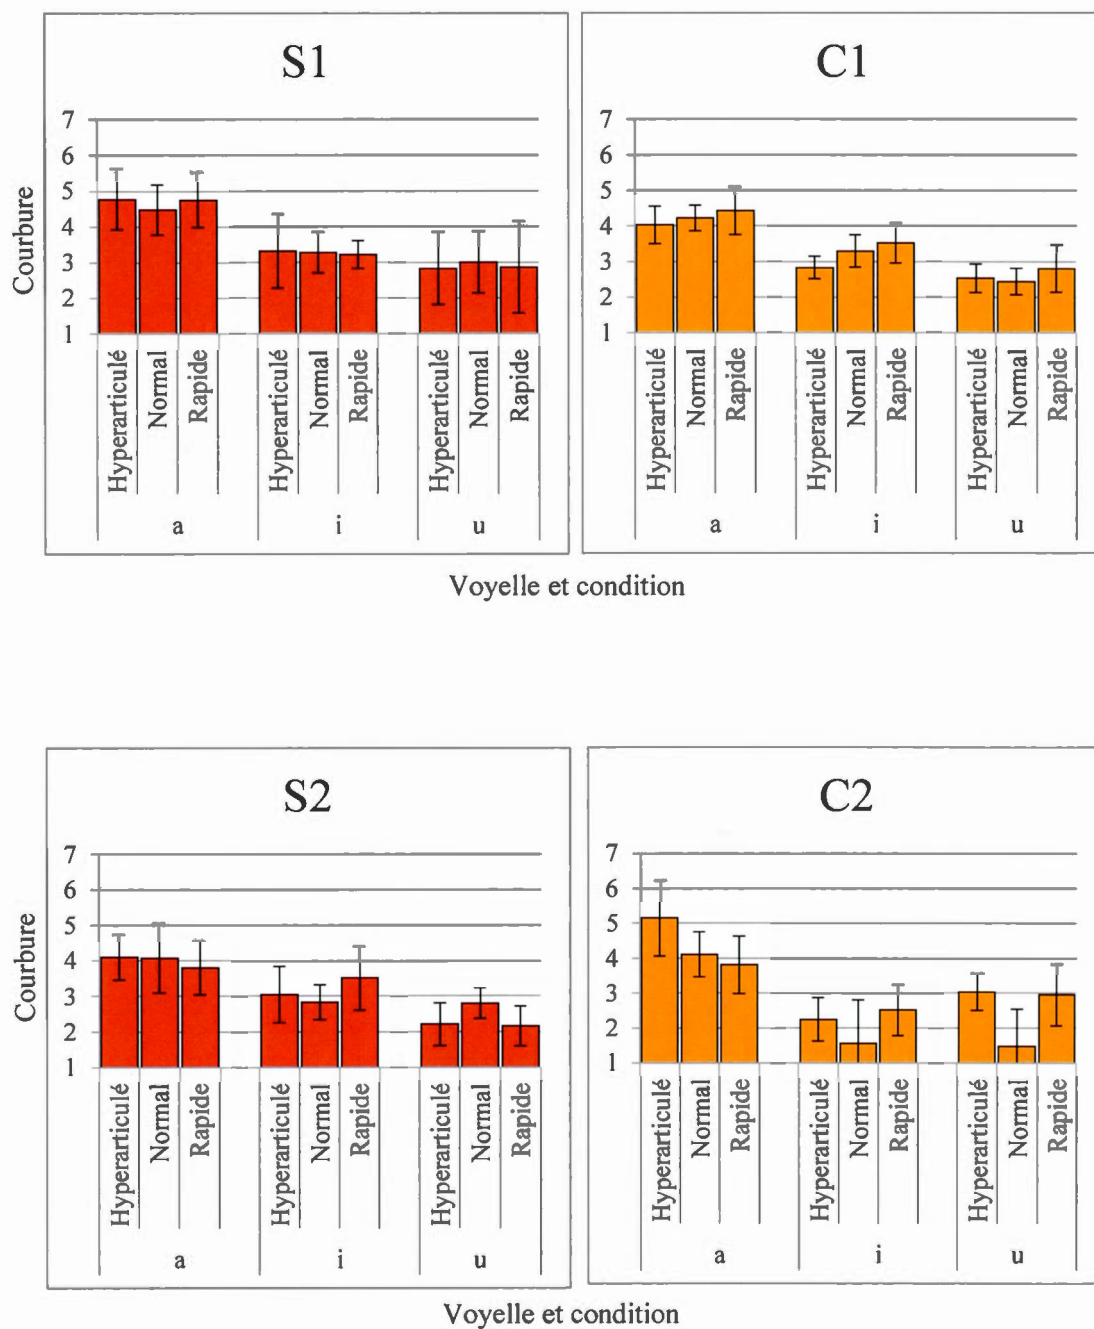 S1
Courbure
7
6
5
4
3
2
1
Hyperarticulé
Normal
Rapide
Hyperarticulé
Normal
Rapide
Hyperarticulé
Normal
Rapide
a
i
u
C1
7
6
5
4
3
2
1
Hyperarticulé
Normal
Rapide
Hyperarticulé
Normal
Rapide
Hyperarticulé
Normal
Rapide
a
i
u
Voyelle et condition
S2
Courbure
7
6
5
4
3
2
1
Hyperarticulé
Normal
Rapide
Hyperarticulé
Normal
Rapide
Hyperarticulé
Normal
Rapide
a
i
u
C2
7
6
5
4
3
2
1
Hyperarticulé
Normal
Rapide
Hyperarticulé
Normal
Rapide
Hyperarticulé
Normal
Rapide
a
i
u
Voyelle et condition